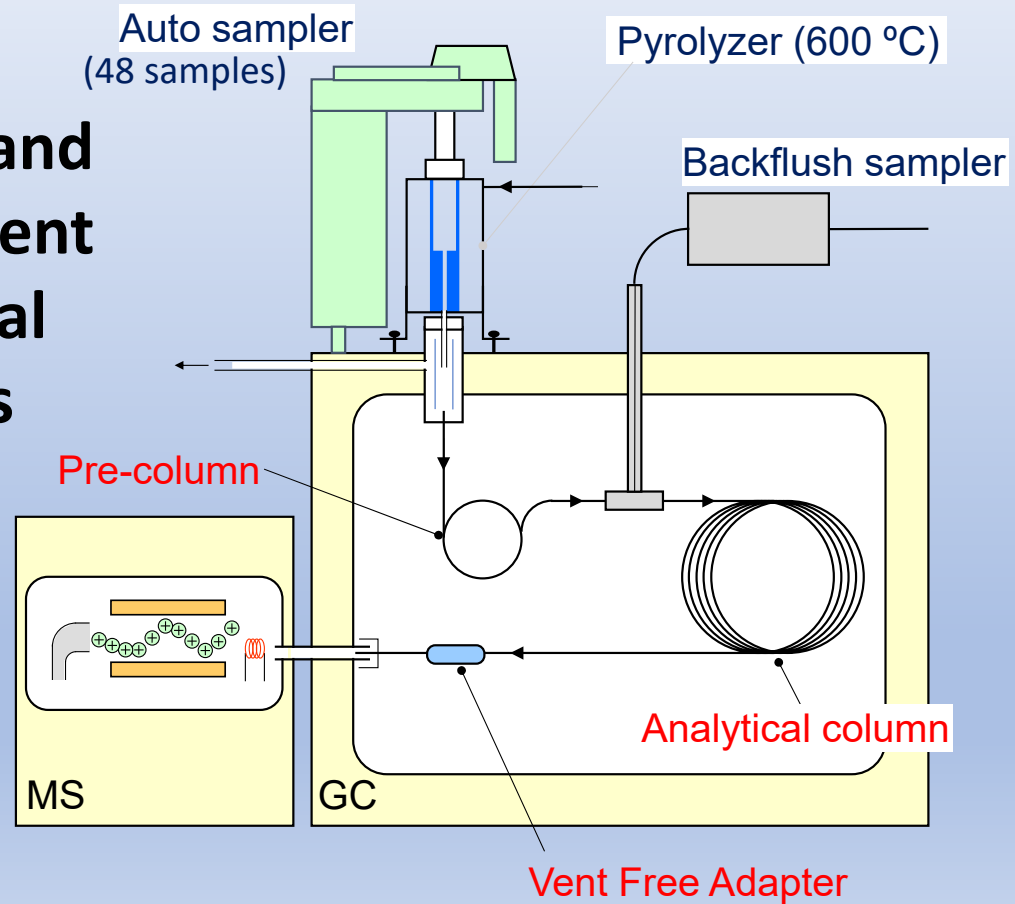 Auto sampler
(48 samples)
Pyrolyzer (600 ºC)
and
Backflush sampler
ent
al
s
Pre-column
Analytical column
MS
GC
Vent Free Adapter